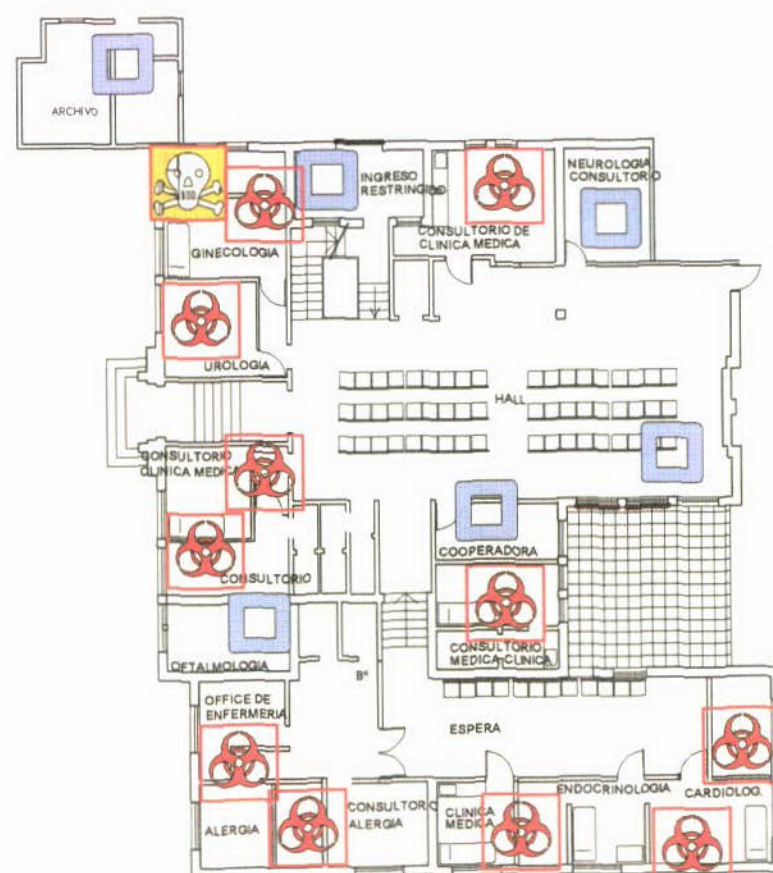 ARCHIVO
INGRESO
RESTRINGIDO
NEUROLOGIA
CONSULTORIO
CONSULTORIO DE
CLINICA MEDICA
GINECOLOGIA
UROLOGIA
HALL
CONSULTORIO
CLINICA MEDICA
COOPERADORA
CONSULTORIO
CONSULTORIO
MEDICA CLINICA
OFTALMOLOGIA
Bº
OFFICE DE
ENFERMERIA
ESPERA
ENDOCRINOLOGIA
CARDIOLOG.
CONSULTORIO
ALERGIA
CLINICA
MEDICA
ALERGIA